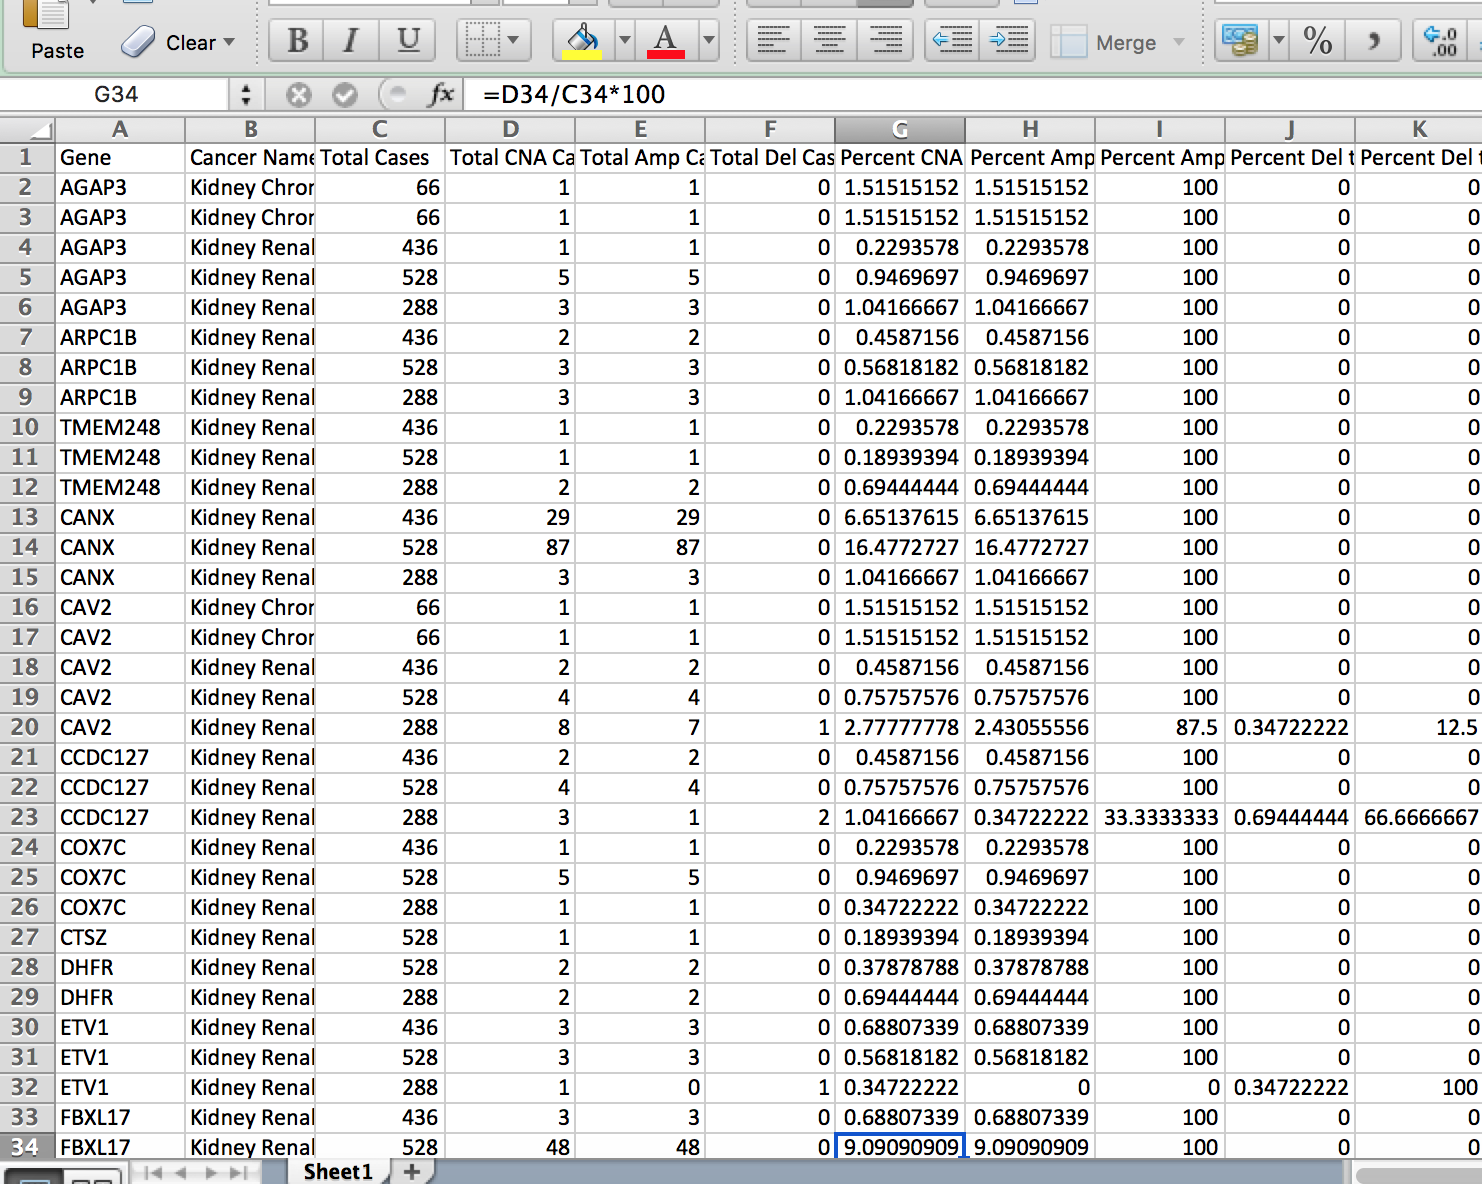 Paste
Clear
B I U
A
Merge
% .0 .00
G34 fx =D34/C34*100
A B C D E F G H I J K
1 Gene Cancer Name Total Cases Total CNA Ca Total Amp Ca Total Del Cas Percent CNA Percent Amp Percent Amp Percent Del t Percent Del t
2 AGAP3 Kidney Chror 66 1 1 0 1.51515152 1.51515152 100 0 0
3 AGAP3 Kidney Chror 66 1 1 0 1.51515152 1.51515152 100 0 0
4 AGAP3 Kidney Renal 436 1 1 0 0.2293578 0.2293578 100 0 0
5 AGAP3 Kidney Renal 528 5 5 0 0.9469697 0.9469697 100 0 0
6 AGAP3 Kidney Renal 288 3 3 0 1.04166667 1.04166667 100 0 0
7 ARPC1B Kidney Renal 436 2 2 0 0.4587156 0.4587156 100 0 0
8 ARPC1B Kidney Renal 528 3 3 0 0.56818182 0.56818182 100 0 0
9 ARPC1B Kidney Renal 288 3 3 0 1.04166667 1.04166667 100 0 0
10 TMEM248 Kidney Renal 436 1 1 0 0.2293578 0.2293578 100 0 0
11 TMEM248 Kidney Renal 528 1 1 0 0.18939394 0.18939394 100 0 0
12 TMEM248 Kidney Renal 288 2 2 0 0.69444444 0.69444444 100 0 0
13 CANX Kidney Renal 436 29 29 0 6.65137615 6.65137615 100 0 0
14 CANX Kidney Renal 528 87 87 0 16.4772727 16.4772727 100 0 0
15 CANX Kidney Renal 288 3 3 0 1.04166667 1.04166667 100 0 0
16 CAV2 Kidney Chror 66 1 1 0 1.51515152 1.51515152 100 0 0
17 CAV2 Kidney Chror 66 1 1 0 1.51515152 1.51515152 100 0 0
18 CAV2 Kidney Renal 436 2 2 0 0.4587156 0.4587156 100 0 0
19 CAV2 Kidney Renal 528 4 4 0 0.75757576 0.75757576 100 0 0
20 CAV2 Kidney Renal 288 8 7 1 2.77777778 2.43055556 87.5 0.34722222 12.5
21 CCDC127 Kidney Renal 436 2 2 0 0.4587156 0.4587156 100 0 0
22 CCDC127 Kidney Renal 528 4 4 0 0.75757576 0.75757576 100 0 0
23 CCDC127 Kidney Renal 288 3 1 2 1.04166667 0.34722222 33.3333333 0.69444444 66.6666667
24 COX7C Kidney Renal 436 1 1 0 0.2293578 0.2293578 100 0 0
25 COX7C Kidney Renal 528 5 5 0 0.9469697 0.9469697 100 0 0
26 COX7C Kidney Renal 288 1 1 0 0.34722222 0.34722222 100 0 0
27 CTSZ Kidney Renal 528 1 1 0 0.18939394 0.18939394 100 0 0
28 DHFR Kidney Renal 528 2 2 0 0.37878788 0.37878788 100 0 0
29 DHFR Kidney Renal 288 2 2 0 0.69444444 0.69444444 100 0 0
30 ETV1 Kidney Renal 436 3 3 0 0.68807339 0.68807339 100 0 0
31 ETV1 Kidney Renal 528 3 3 0 0.56818182 0.56818182 100 0 0
32 ETV1 Kidney Renal 288 1 0 1 0.34722222 0 0 0.34722222 100
33 FBXL17 Kidney Renal 436 3 3 0 0.68807339 0.68807339 100 0 0
34 FBXL17 Kidney Renal 528 48 48 0 9.09090909 9.09090909 100 0 0
Sheet1 +